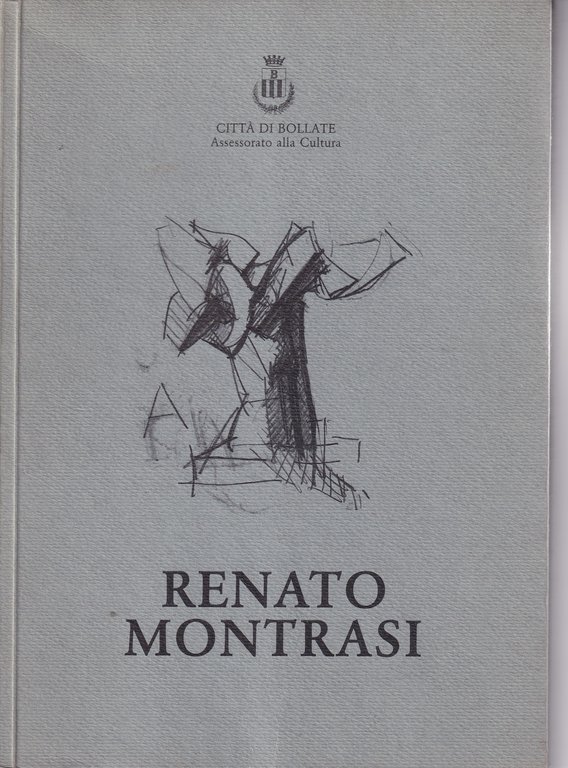 B
CITTÀ DI BOLLATE
Assessorato alla Cultura
RENATO
MONTRASI